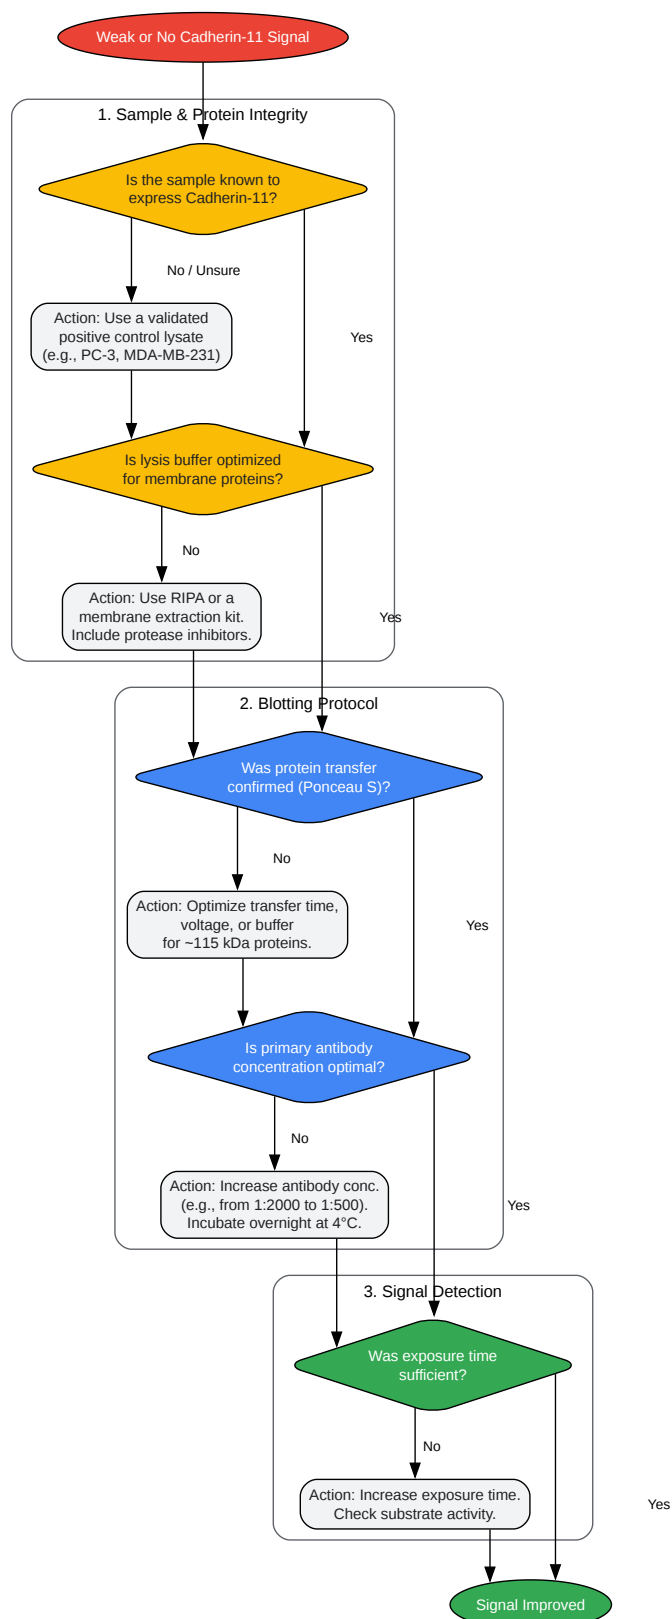 Weak or No Cadherin-11 Signal
1. Sample & Protein Integrity
Is the sample known to
express Cadherin-11?
No / Unsure
Action: Use a validated
positive control lysate
(e.g., PC-3, MDA-MB-231)
Yes
Is lysis buffer optimized
for membrane proteins?
No
Action: Use RIPA or a
membrane extraction kit.
Include protease inhibitors.
Yes
2. Blotting Protocol
Was protein transfer
confirmed (Ponceau S)?
No
Action: Optimize transfer time,
voltage, or buffer
for ~115 kDa proteins.
Yes
Is primary antibody
concentration optimal?
No
Action: Increase antibody conc.
(e.g., from 1:2000 to 1:500).
Incubate overnight at 4°C.
Yes
3. Signal Detection
Was exposure time
sufficient?
No
Action: Increase exposure time.
Check substrate activity.
Yes
Signal Improved